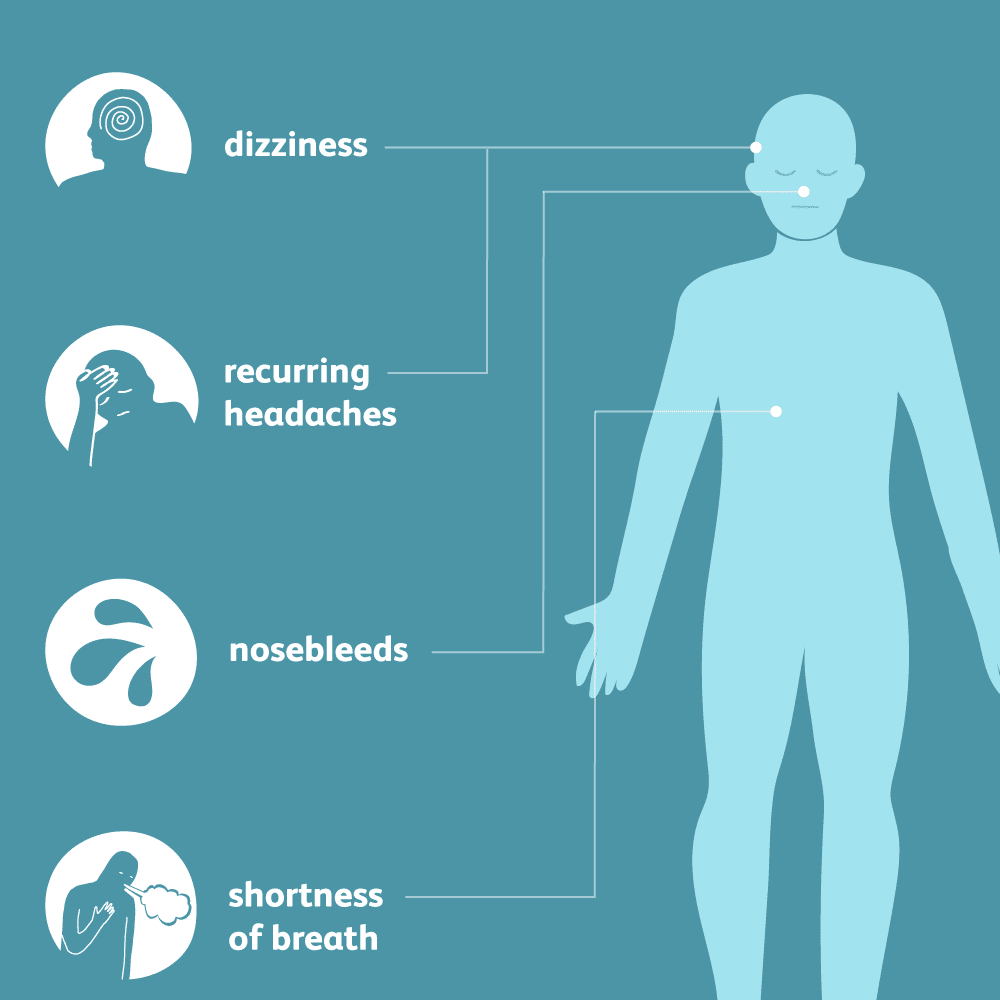 dizziness
recurring
headaches
nosebleeds
shortness
of breath